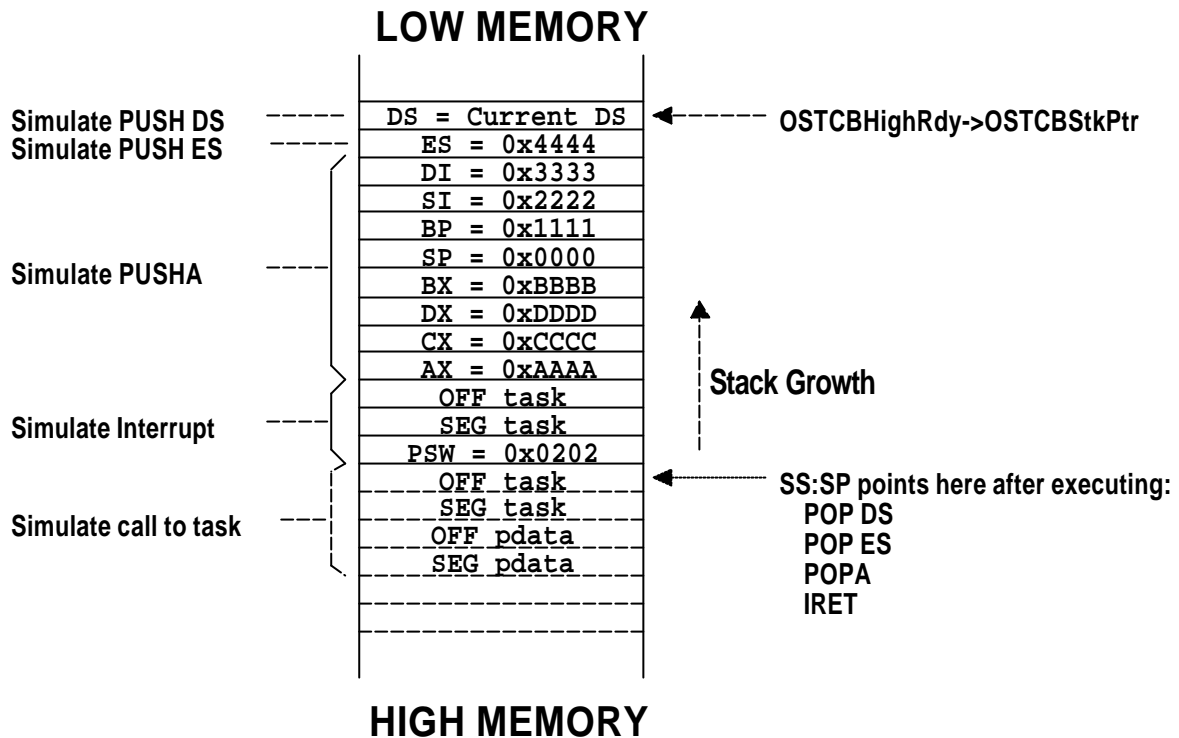 LOW MEMORY
Simulate PUSH DS
DS = Current DS
OSTCBHighRdy->OSTCBStkPtr
Simulate PUSH ES
ES = 0x4444
DI = 0x3333
SI = 0x2222
BP = 0x1111
Simulate PUSHA
SP = 0x0000
BX = 0xBBBB
DX = 0xDDDD
CX = 0xCCCC
AX = 0xAAAA
Stack Growth
OFF task
Simulate Interrupt
SEG task
PSW = 0x0202
OFF task
SS:SP points here after executing:
SEG task
POP DS
Simulate call to task
OFF pdata
POP ES
SEG pdata
POPA
IRET
HIGH MEMORY